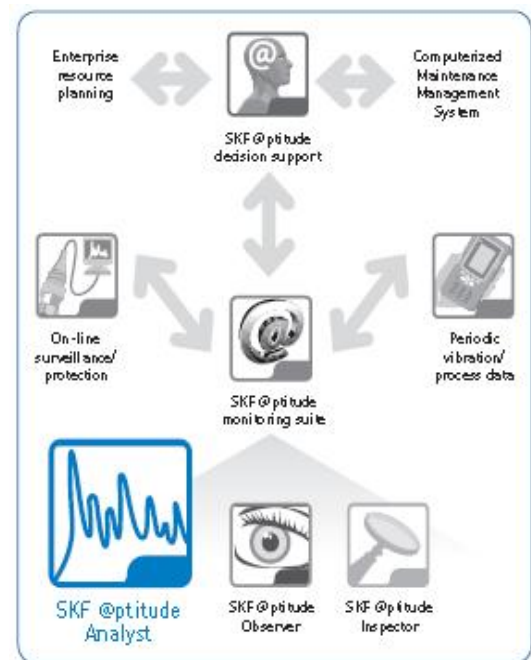 Enterprise
resource
planning
Computerized
Maintenance
Management
System
SKF @ptitude
decision support
On-line
surveillance/
protection
Periodic
vibration/
process data
SKF @ptitude
monitoring suite
SKF @ptitude
Analyst
SKF @ptitude
Observer
SKF @ptitude
Inspector